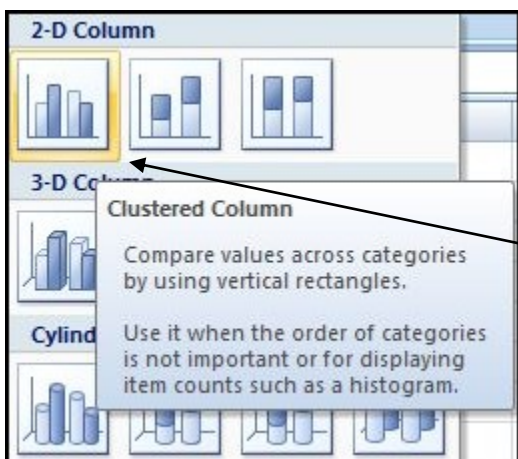 2-D Column
3-D
Clustered Column
Compare values across categories
by using vertical rectangles.
Use it when the order of categories
is not important or for displaying
item counts such as a histogram.
Cylind